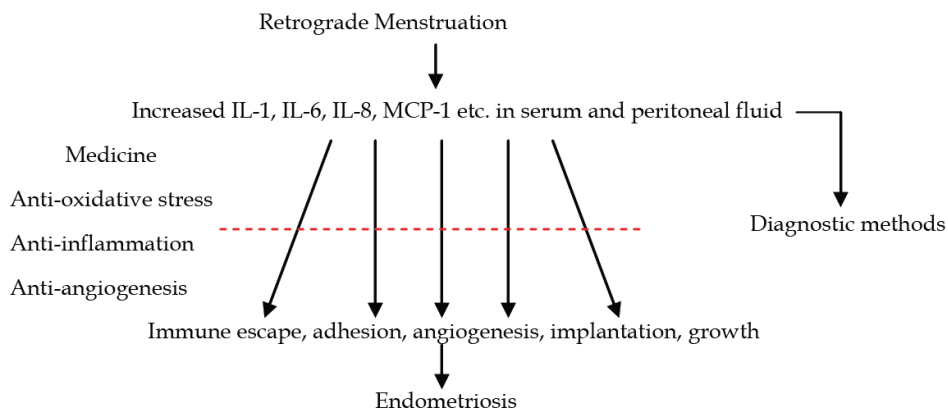 Retrograde Menstruation
Increased IL-1, IL-6, IL-8, MCP-1 etc. in serum and peritoneal fluid
Medicine
Anti-oxidative stress
Diagnostic methods
Anti-inflammation
Anti-angiogenesis
Immune escape, adhesion, angiogenesis, implantation, growth
Endometriosis